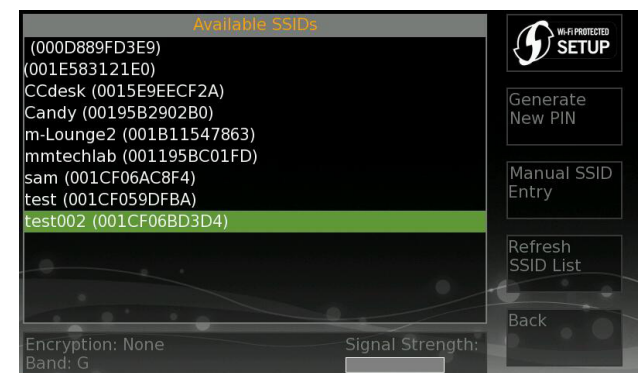 Available SSIDs
(000D889FD3E9)
(001E583121E0)
CCdesk (0015E9EECF2A)
Candy (00195B2902B0)
m-Lounge2 (001B11547863)
mmtechlab (001195BC01FD)
sam (001CF06AC8F4)
test (001CF059DFBA)
test002 (001CF06BD3D4)
Encryption: None
Band: G
Signal Strength:
Wi-Fi PROTECTED
SETUP
Generate
New PIN
Manual SSID
Entry
Refresh
SSID List
Back